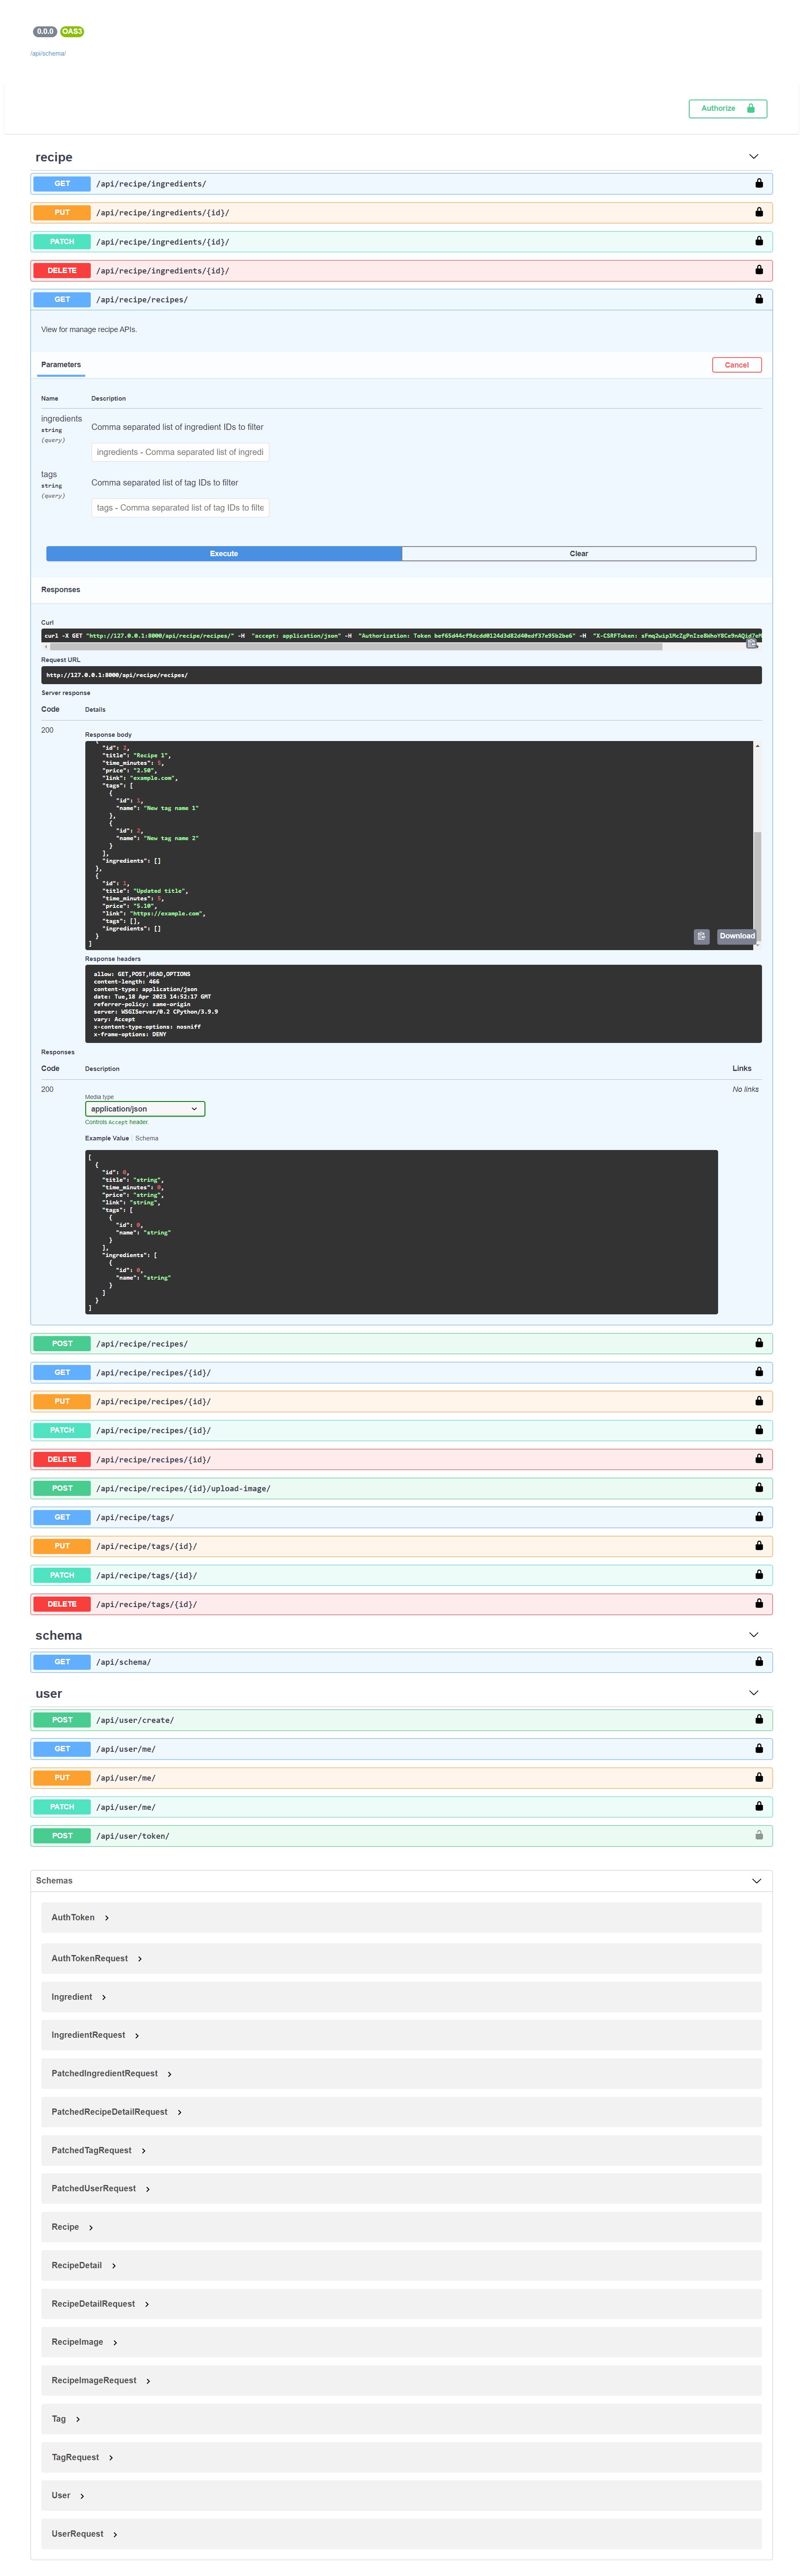 0.0.0 OAS3
/api/schema/
Authorize
recipe
GET /api/recipe/ingredients/
PUT /api/recipe/ingredients/{id}/
PATCH /api/recipe/ingredients/{id}/
DELETE /api/recipe/ingredients/{id}/
GET /api/recipe/recipes/
View for manage recipe APIs.
Parameters Cancel
Name Description
ingredients
string
(query)
Comma separated list of ingredient IDs to filter
ingredients - Comma separated list of ingredi
tags
string
(query)
Comma separated list of tag IDs to filter
tags - Comma separated list of tag IDs to filte
Execute Clear
Responses
Curl
curl -X GET "http://127.0.0.1:8000/api/recipe/recipes/" -H "accept: application/json" -H "Authorization: Token bef65d44cf9dcdd0124d3d82d40edf37e95b2be6" -H "X-CSRFToken:
Request URL
http://127.0.0.1:8000/api/recipe/recipes/
Server response
Code Details
200
Response body
{
"id": 2,
"title": "Recipe 1",
"time_minutes": 5,
"price": "2.50",
"link": "example.com",
"tags": [
{
"id": 1,
"name": "New tag name 1"
},
{
"id": 2,
"name": "New tag name 2"
}
],
"ingredients": []
},
{
"id": 1,
"title": "Updated title",
"time_minutes": 5,
"price": "5.10",
"link": "https://example.com",
"tags": [],
"ingredients": []
}
]
Download
Response headers
allow: GET,POST,HEAD,OPTIONS
content-length: 466
content-type: application/json
date: Tue,18 Apr 2023 14:52:17 GMT
referrer-policy: same-origin
server: WSGIServer/0.2 CPython/3.9.9
vary: Accept
x-content-type-options: nosniff
x-frame-options: DENY
Responses
Code Description Links
200 No links
Media type
application/json
Controls Accept header.
Example Value Schema
[
{
"id": 0,
"title": "string",
"time_minutes": 0,
"price": "string",
"link": "string",
"tags": [
{
"id": 0,
"name": "string"
}
],
"ingredients": [
{
"id": 0,
"name": "string"
}
]
}
]
POST /api/recipe/recipes/
GET /api/recipe/recipes/{id}/
PUT /api/recipe/recipes/{id}/
PATCH /api/recipe/recipes/{id}/
DELETE /api/recipe/recipes/{id}/
POST /api/recipe/recipes/{id}/upload-image/
GET /api/recipe/tags/
PUT /api/recipe/tags/{id}/
PATCH /api/recipe/tags/{id}/
DELETE /api/recipe/tags/{id}/
schema
GET /api/schema/
user
POST /api/user/create/
GET /api/user/me/
PUT /api/user/me/
PATCH /api/user/me/
POST /api/user/token/
Schemas
AuthToken
AuthTokenRequest
Ingredient
IngredientRequest
PatchedIngredientRequest
PatchedRecipeDetailRequest
PatchedTagRequest
PatchedUserRequest
Recipe
RecipeDetail
RecipeDetailRequest
RecipeImage
RecipeImageRequest
Tag
TagRequest
User
UserRequest